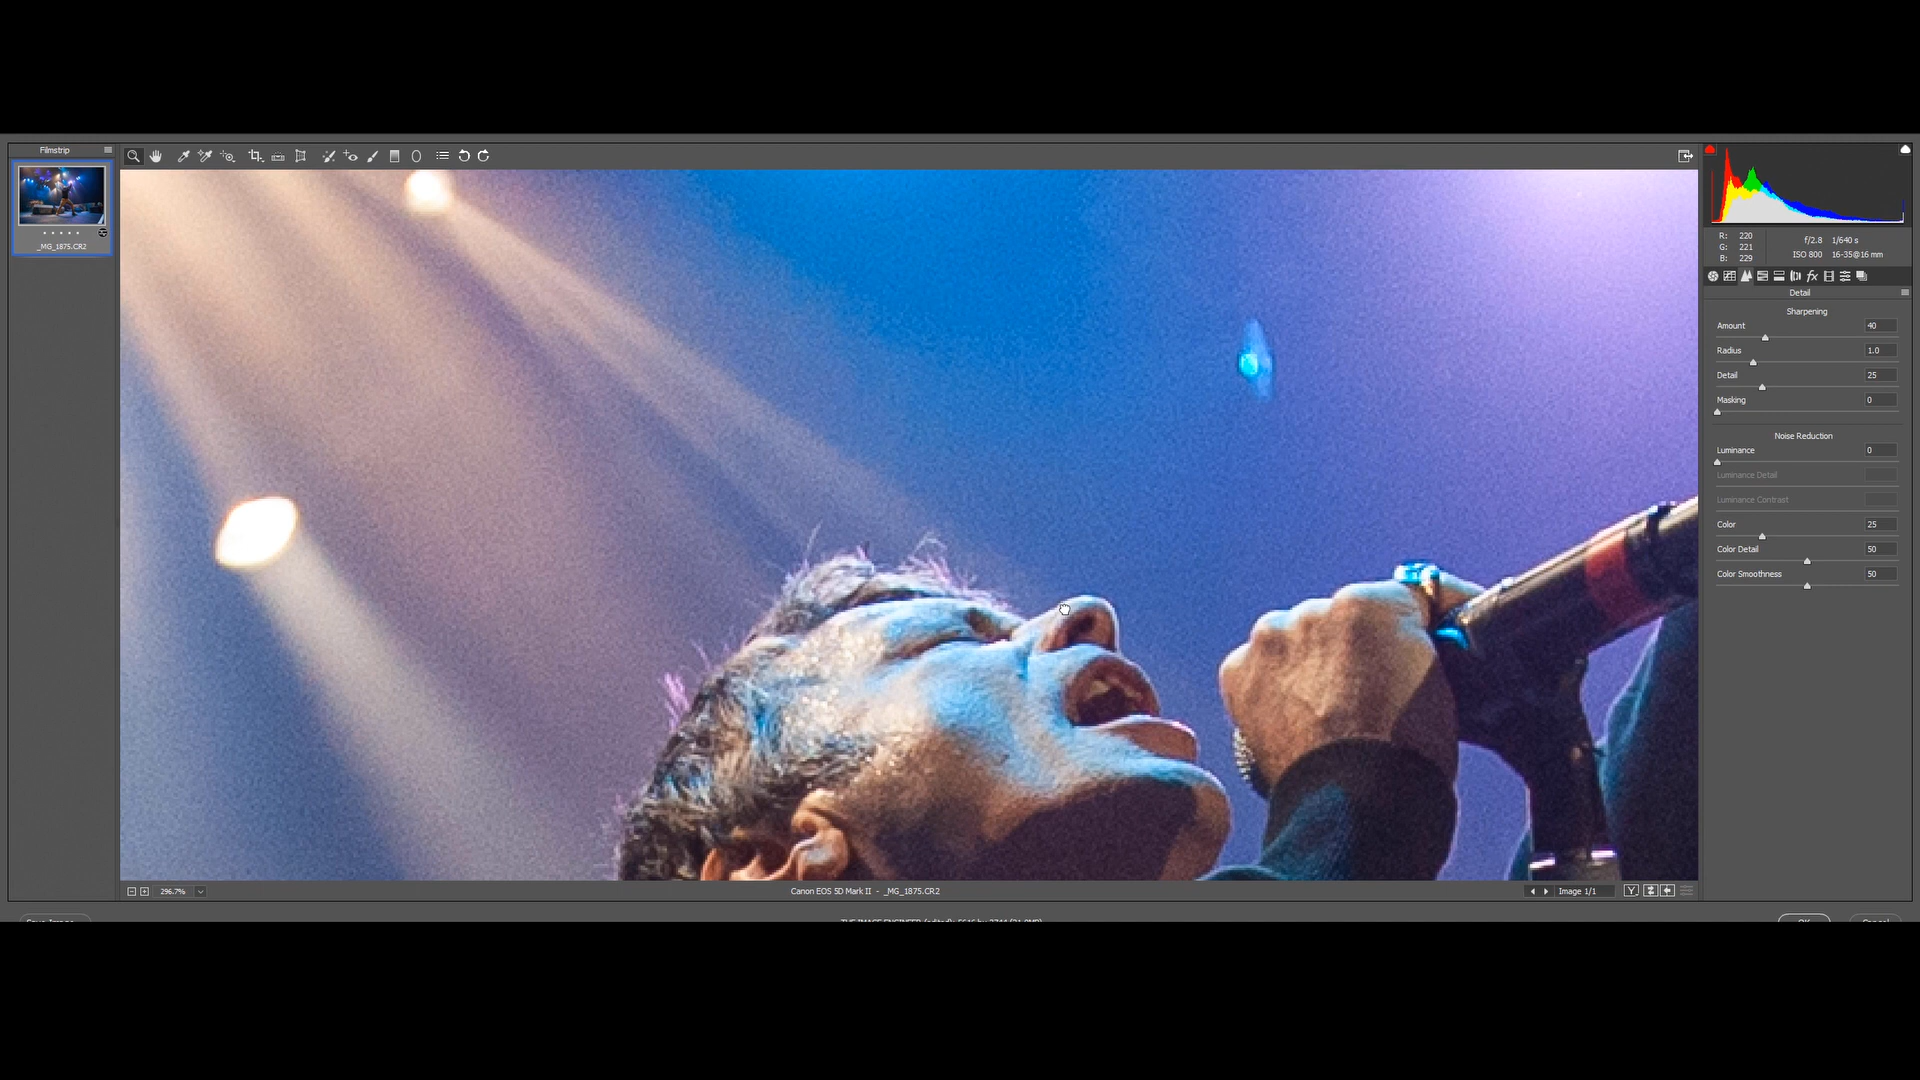 Filmstrip
_MG_1875.CR2
R: 220
G: 221
B: 229
f/2.8 1/640 s
ISO 800 16-35@16 mm
fx
Detail
Sharpening
Amount 40
Radius 1.0
Detail 25
Masking 0
Noise Reduction
Luminance 0
Luminance Detail
Luminance Contrast
Color 25
Color Detail 50
Color Smoothness 50
296.7%
Canon EOS 5D Mark II - _MG_1875.CR2
Image 1/1
Y